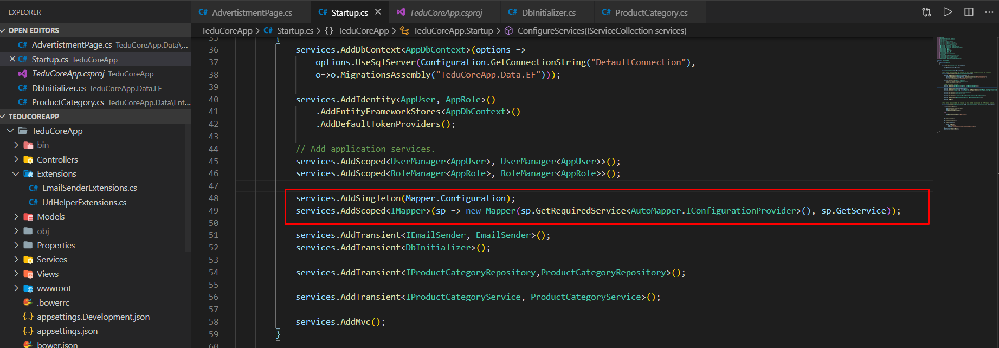 EXPLORER
OPEN EDITORS
C# AdvertistmentPage.cs TeduCoreApp.Data\...
C# Startup.cs TeduCoreApp
TeduCoreApp.csproj TeduCoreApp
C# DbInitializer.cs TeduCoreApp.Data.EF
C# ProductCategory.cs TeduCoreApp.Data\Ent...
TEDUCOREAPP
TeduCoreApp
bin
Controllers
Extensions
C# EmailSenderExtensions.cs
C# UrlHelperExtensions.cs
Models
obj
Properties
Services
Views
wwwroot
.bowerrc
{..} appsettings.Development.json
{..} appsettings.json
bower.json
C# AdvertistmentPage.cs C# Startup.cs TeduCoreApp.csproj C# DbInitializer.cs C# ProductCategory.cs
TeduCoreApp > C# Startup.cs > {} TeduCoreApp > TeduCoreApp.Startup > ConfigureServices(IServiceCollection services)
35 {
36 services.AddDbContext<AppDbContext>(options =>
37 options.UseSqlServer(Configuration.GetConnectionString("DefaultConnection"),
38 o=>o.MigrationsAssembly("TeduCoreApp.Data.EF")));
39
40 services.AddIdentity<AppUser, AppRole>()
41 .AddEntityFrameworkStores<AppDbContext>()
42 .AddDefaultTokenProviders();
43
44 // Add application services.
45 services.AddScoped<UserManager<AppUser>, UserManager<AppUser>>();
46 services.AddScoped<RoleManager<AppRole>, RoleManager<AppRole>>();
47
48 services.AddSingleton(Mapper.Configuration);
49 services.AddScoped<IMapper>(sp => new Mapper(sp.GetRequiredService<AutoMapper.IConfigurationProvider>(), sp.GetService));
50
51 services.AddTransient<IEmailSender, EmailSender>();
52 services.AddTransient<DbInitializer>();
53
54 services.AddTransient<IProductCategoryRepository,ProductCategoryRepository>();
55
56 services.AddTransient<IProductCategoryService, ProductCategoryService>();
57
58 services.AddMvc();
59 }
60